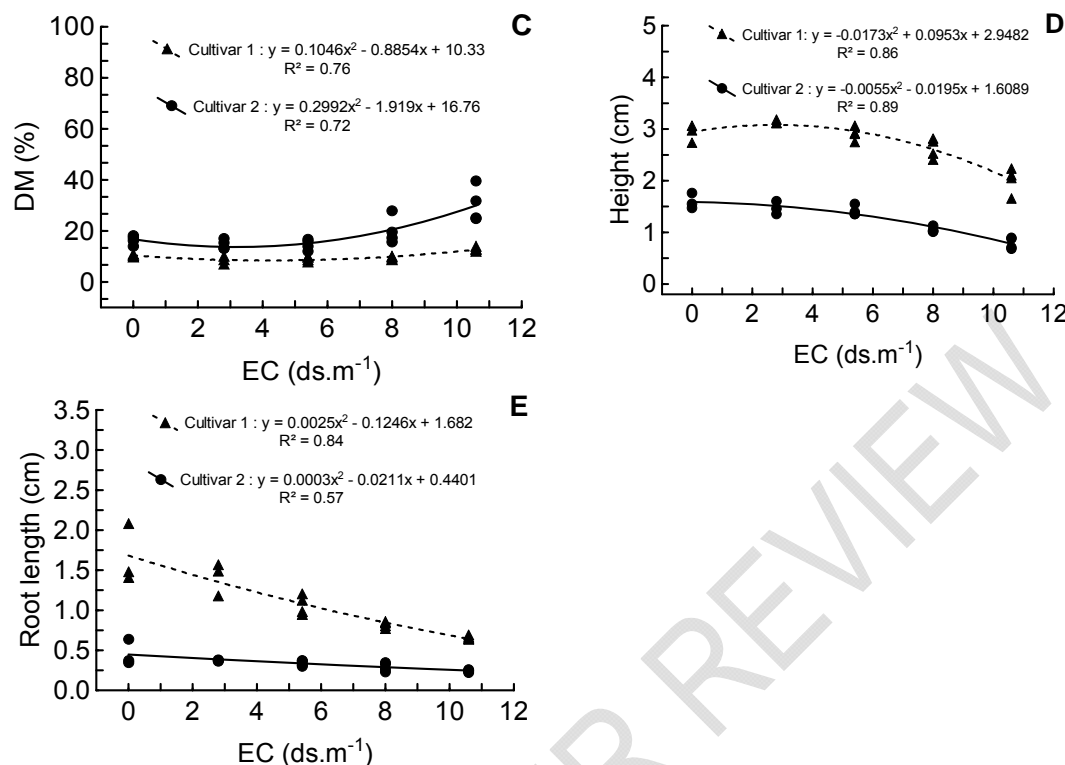 C
Cultivar 1 : y = 0.1046x² - 0.8854x + 10.33
R² = 0.76
Cultivar 2 : y = 0.2992x² - 1.919x + 16.76
R² = 0.72
100
80
60
40
20
0
DM (%)
0 2 4 6 8 10 12
EC (ds.m⁻¹)
D
Cultivar 1: y = -0.0173x² + 0.0953x + 2.9482
R² = 0.86
Cultivar 2 : y = -0.0055x² - 0.0195x + 1.6089
R² = 0.89
5
4
3
2
1
0
Height (cm)
0 2 4 6 8 10 12
EC (ds.m⁻¹)
E
Cultivar 1 : y = 0.0025x² - 0.1246x + 1.682
R² = 0.84
Cultivar 2 : y = 0.0003x² - 0.0211x + 0.4401
R² = 0.57
3.5
3.0
2.5
2.0
1.5
1.0
0.5
0.0
Root length (cm)
0 2 4 6 8 10 12
EC (ds.m⁻¹)
R REVIEW